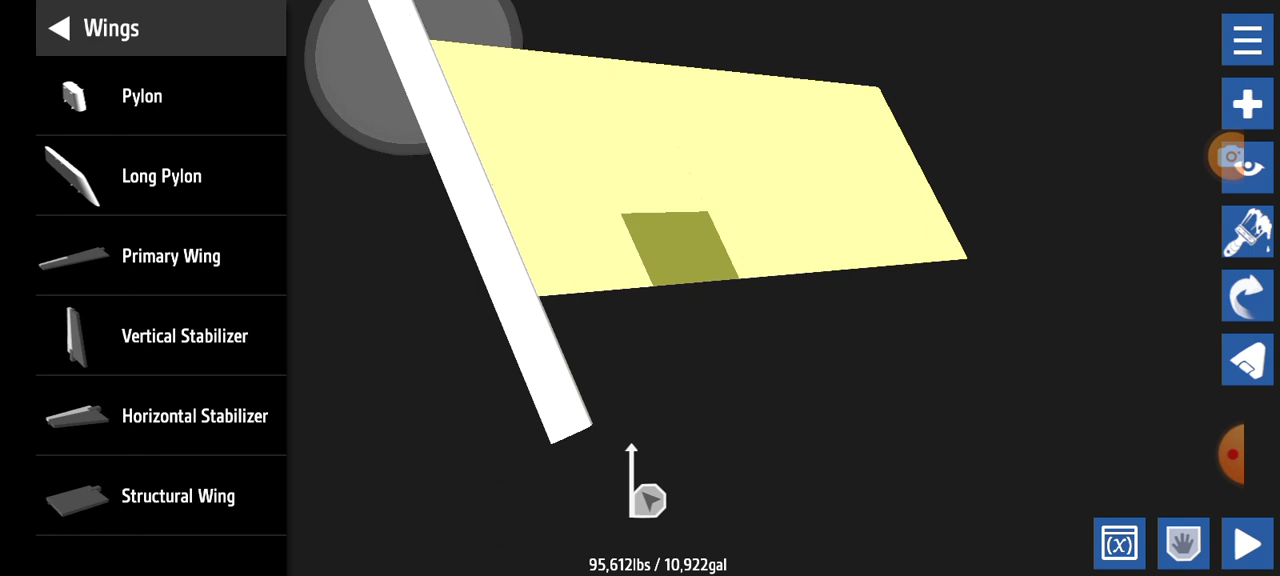 Wings
Pylon
Long Pylon
Primary Wing
Vertical Stabilizer
Horizontal Stabilizer
Structural Wing
(x)
95,612lbs / 10,922gal